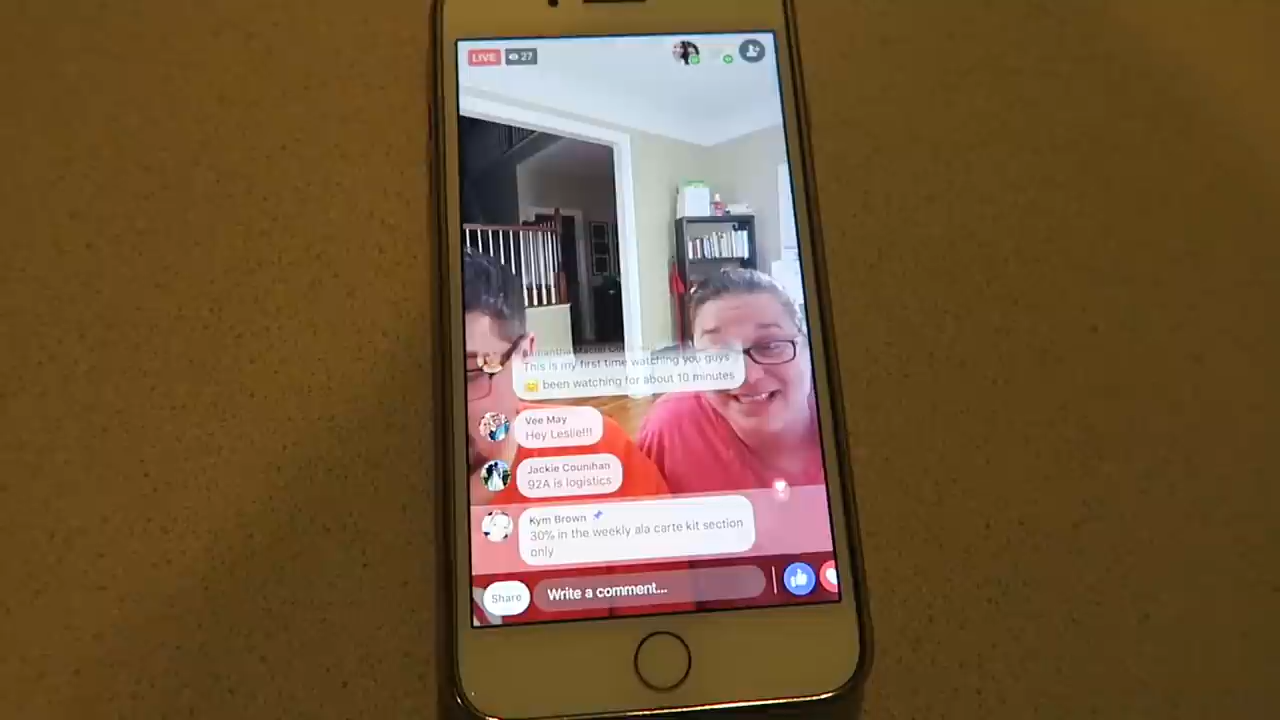 LIVE 27
This is my first time watching you guys
been watching for about 10 minutes
Vee May
Hey Leslie!!!
Jackie Counihan
92A is logistics
Kym Brown
30% in the weekly ala carte kit section
only
Share Write a comment...